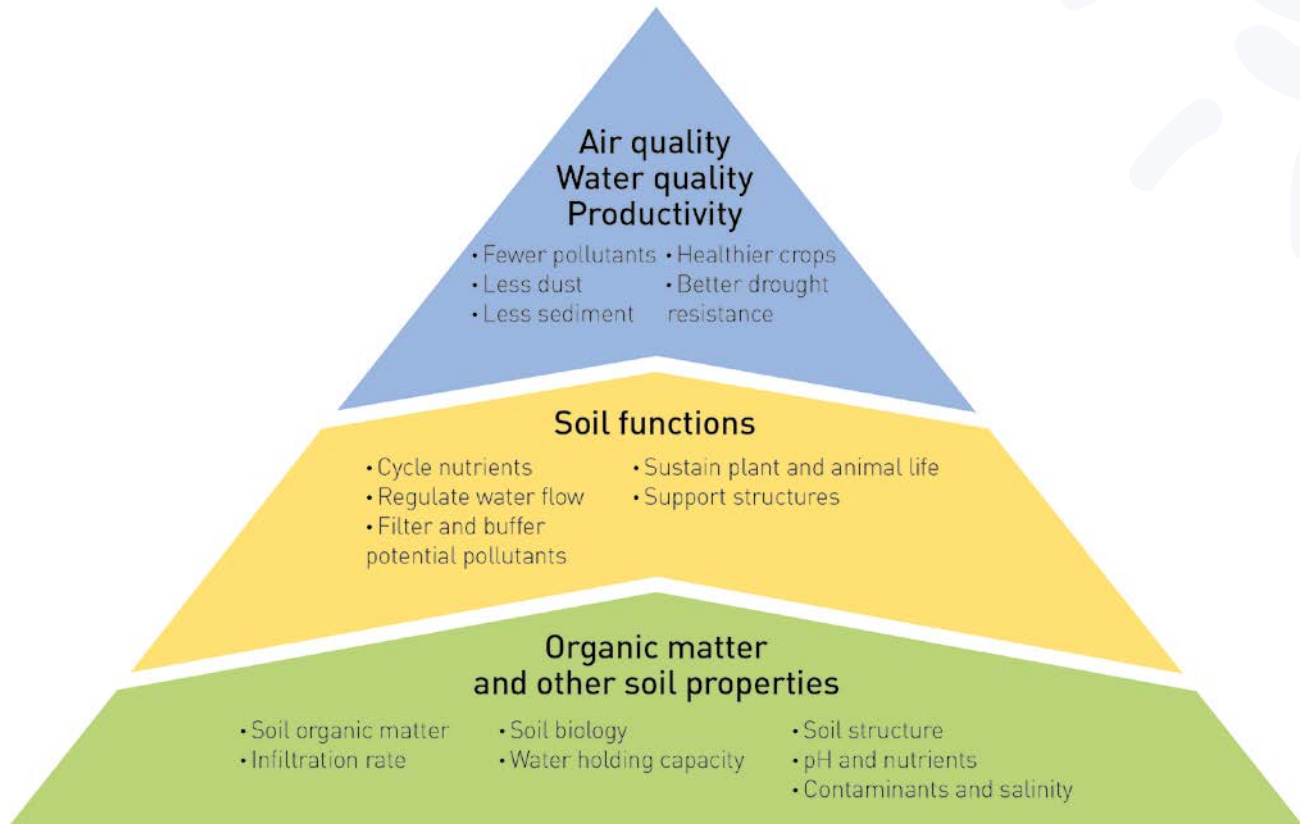 Air quality
Water quality
Productivity
• Fewer pollutants
• Less dust
• Less sediment
• Healthier crops
• Better drought
resistance
Soil functions
• Cycle nutrients
• Regulate water flow
• Filter and buffer
potential pollutants
• Sustain plant and animal life
• Support structures
Organic matter
and other soil properties
• Soil organic matter
• Infiltration rate
• Soil biology
• Water holding capacity
• Soil structure
• pH and nutrients
• Contaminants and salinity